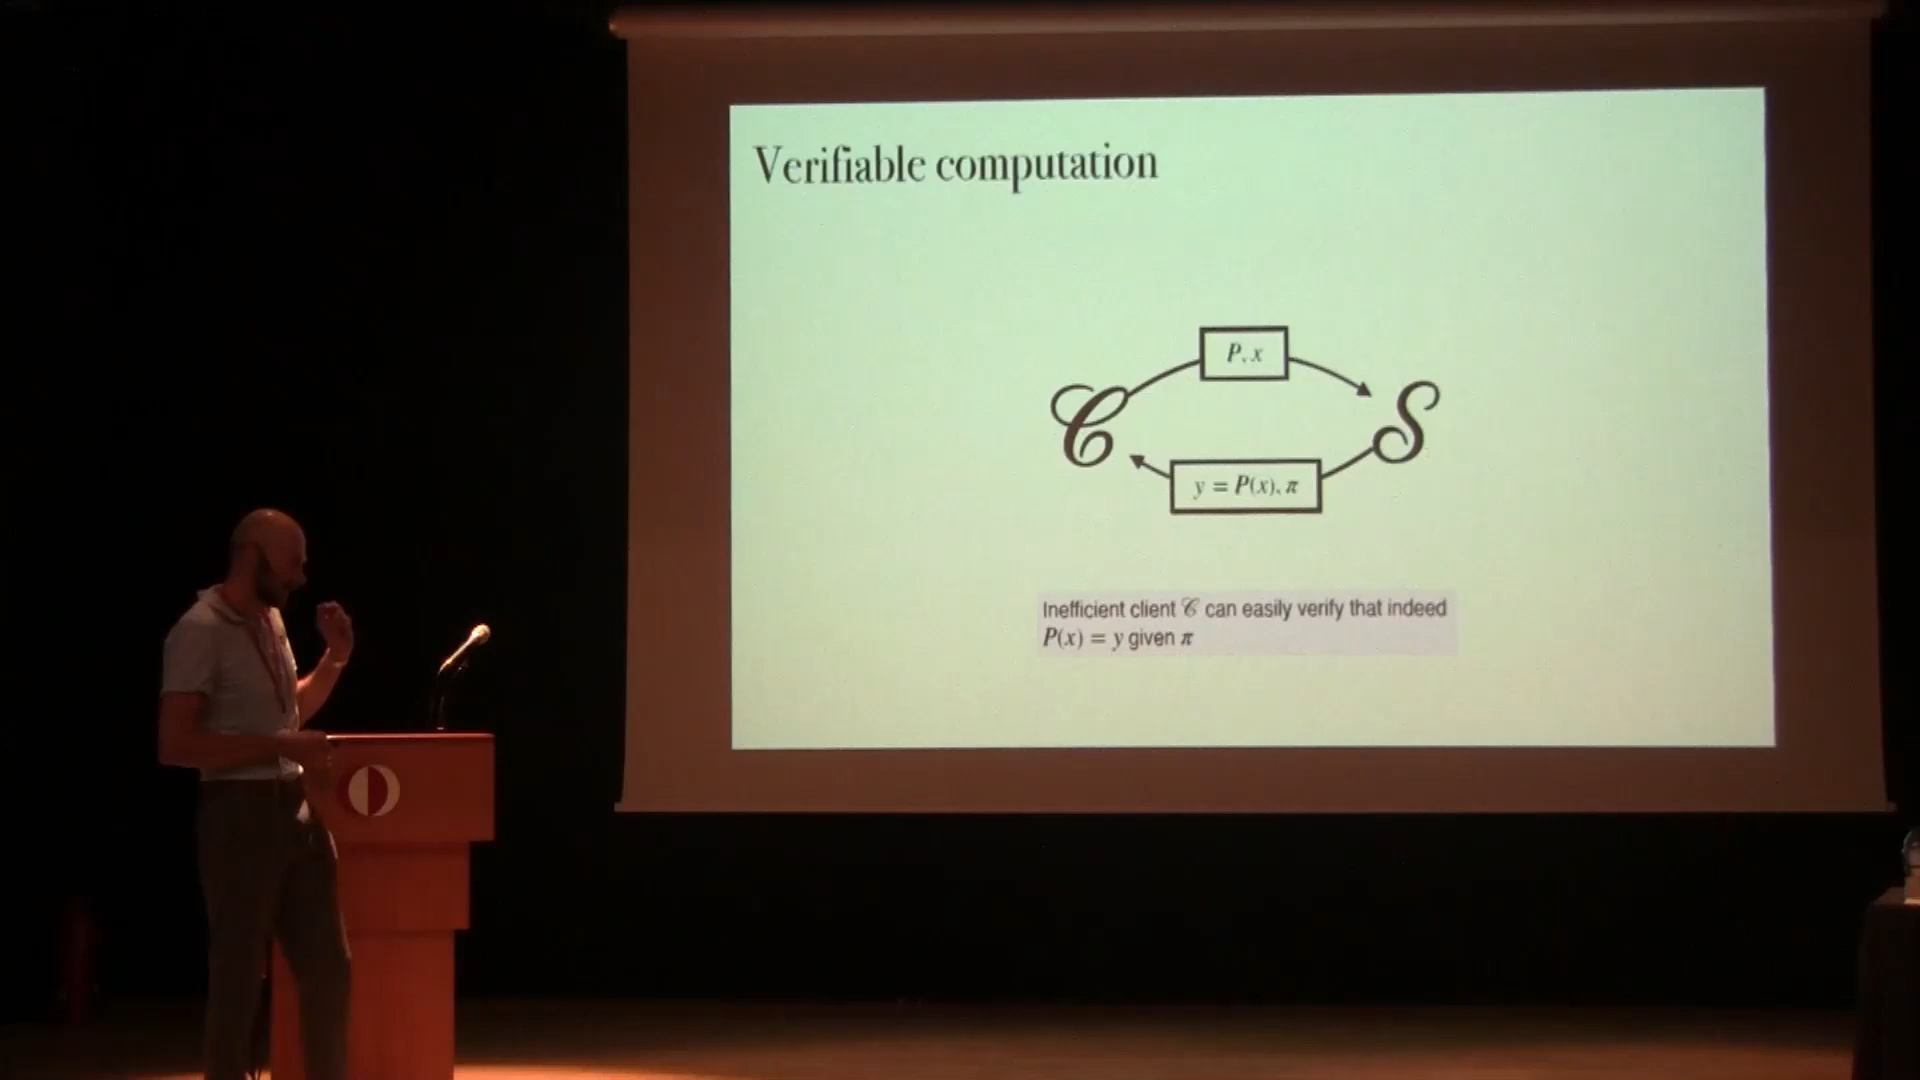 Verifiable computation
P, x
𝒞
𝒮
y = P(x), π
Inefficient client 𝒞 can easily verify that indeed
P(x) = y given π